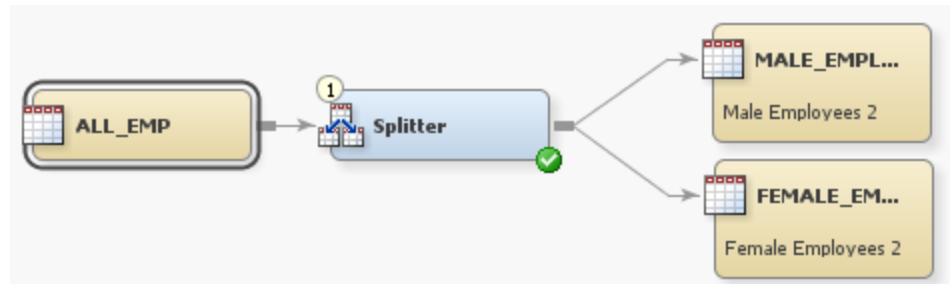 ALL_EMP
1
Splitter
MALE_EMPL...
Male Employees 2
FEMALE_EM...
Female Employees 2